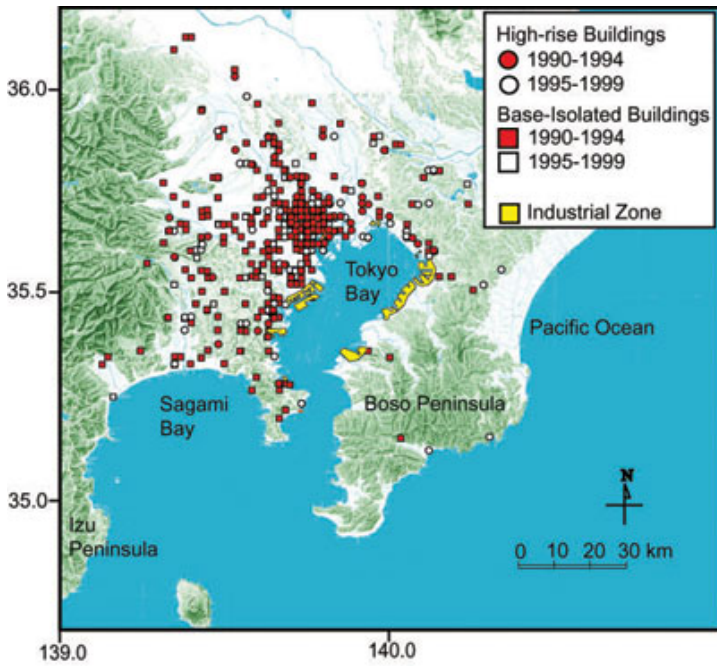 High-rise Buildings
1990-1994
1995-1999
Base-Isolated Buildings
1990-1994
1995-1999
Industrial Zone
36.0
35.5
35.0
Tokyo
Bay
Pacific Ocean
Sagami
Bay
Boso Peninsula
Izu
Peninsula
N
0 10 20 30 km
139.0
140.0